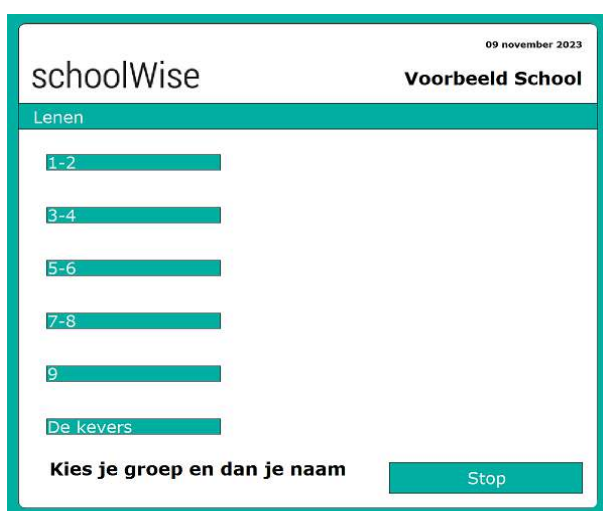 09 november 2023
schoolWise
Voorbeeld School
Lenen
1-2
3-4
5-6
7-8
9
De kevers
Kies je groep en dan je naam
Stop